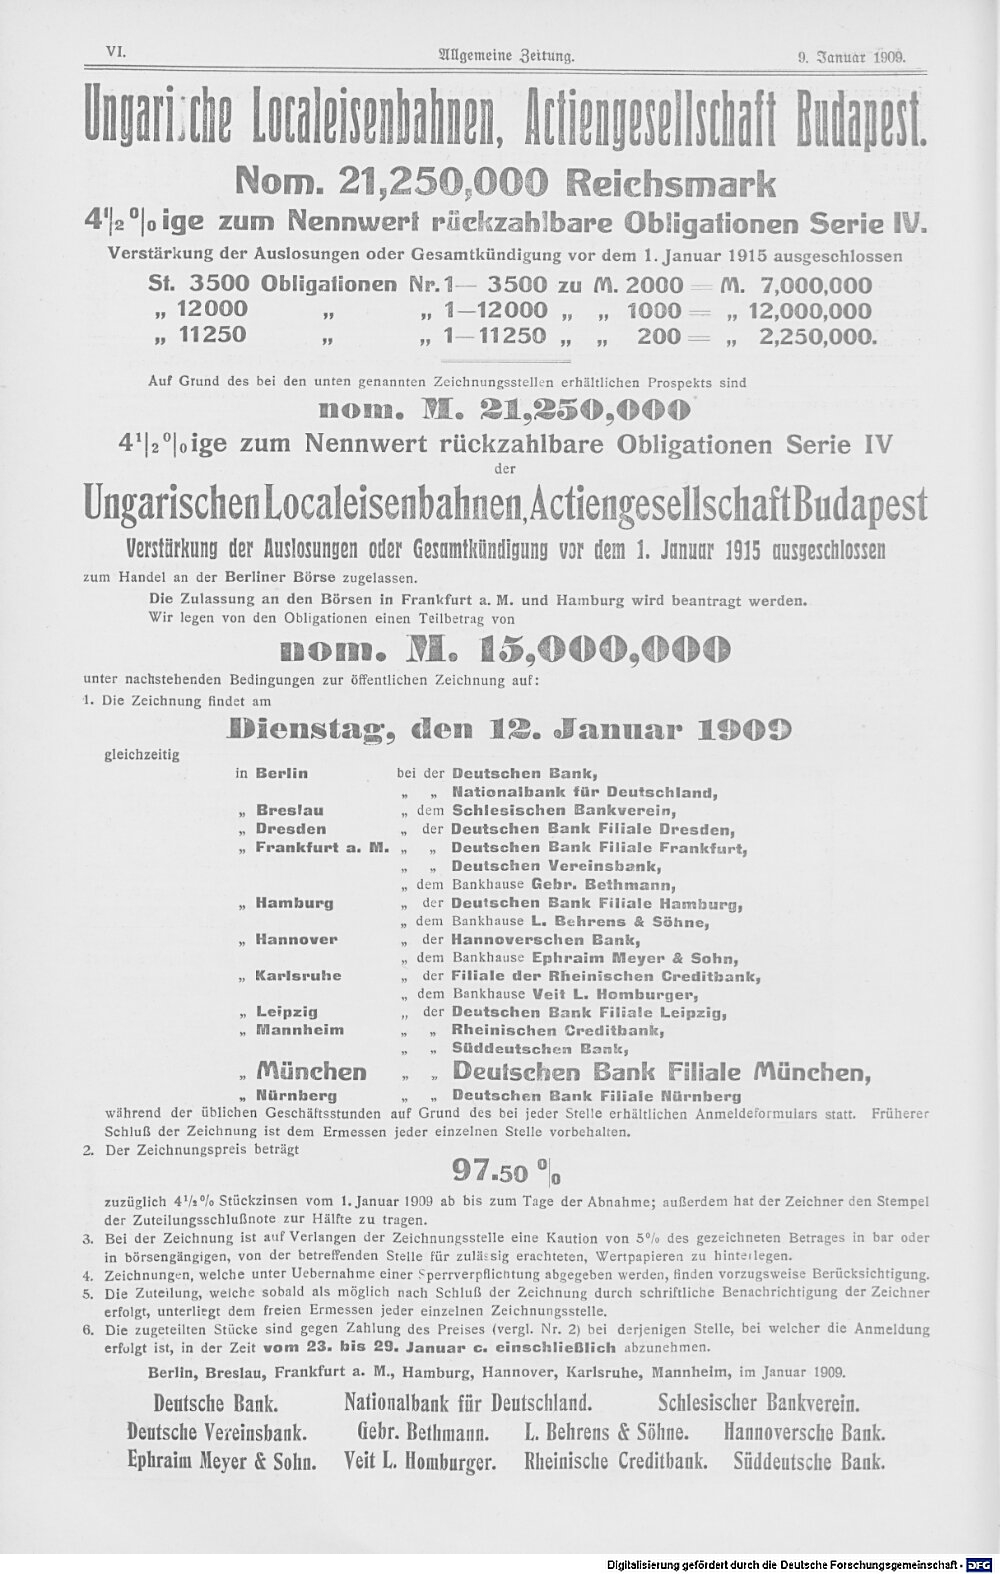 VI.
Allgemeine Zeitung.
9. Januar 1909.
Ungarische Localeisenbahnen, Actiengesellschaft Budapest.
Nom. 21,250,000 Reichsmark
4½%ige zum Nennwert rückzahlbare Obligationen Serie IV.
Verstärkung der Auslosungen oder Gesamtkündigung vor dem 1. Januar 1915 ausgeschlossen
St. 3500 Obligationen Nr. 1— 3500 zu M. 2000 = M. 7,000,000
„ 12000 „ „ 1—12000 „ „ 1000 = „ 12,000,000
„ 11250 „ „ 1—11250 „ „ 200 = „ 2,250,000.
Auf Grund des bei den unten genannten Zeichnungsstellen erhältlichen Prospekts sind
nom. M. 21,250,000
4½%ige zum Nennwert rückzahlbare Obligationen Serie IV
der
Ungarischen Localeisenbahnen, Actiengesellschaft Budapest
Verstärkung der Auslosungen oder Gesamtkündigung vor dem 1. Januar 1915 ausgeschlossen
zum Handel an der Berliner Börse zugelassen.
Die Zulassung an den Börsen in Frankfurt a. M. und Hamburg wird beantragt werden.
Wir legen von den Obligationen einen Teilbetrag von
nom. M. 15,000,000
unter nachstehenden Bedingungen zur öffentlichen Zeichnung auf:
1. Die Zeichnung findet am
Dienstag, den 12. Januar 1909
gleichzeitig
in Berlin bei der Deutschen Bank,
„ „ Nationalbank für Deutschland,
„ Breslau „ dem Schlesischen Bankverein,
„ Dresden „ der Deutschen Bank Filiale Dresden,
„ Frankfurt a. M. „ „ Deutschen Bank Filiale Frankfurt,
„ „ Deutschen Vereinsbank,
„ dem Bankhause Gebr. Bethmann,
„ Hamburg „ der Deutschen Bank Filiale Hamburg,
„ dem Bankhause L. Behrens & Söhne,
„ Hannover „ der Hannoverschen Bank,
„ dem Bankhause Ephraim Meyer & Sohn,
„ Karlsruhe „ der Filiale der Rheinischen Creditbank,
„ dem Bankhause Veit L. Homburger,
„ Leipzig „ der Deutschen Bank Filiale Leipzig,
„ Mannheim „ „ Rheinischen Creditbank,
„ „ Süddeutschen Bank,
„ München „ „ Deutschen Bank Filiale München,
„ Nürnberg „ „ Deutschen Bank Filiale Nürnberg
während der üblichen Geschäftsstunden auf Grund des bei jeder Stelle erhältlichen Anmeldeformulars statt. Früherer
Schluß der Zeichnung ist dem Ermessen jeder einzelnen Stelle vorbehalten.
2. Der Zeichnungspreis beträgt
97.50 %
zuzüglich 4½% Stückzinsen vom 1. Januar 1909 ab bis zum Tage der Abnahme; außerdem hat der Zeichner den Stempel
der Zuteilungsschlußnote zur Hälfte zu tragen.
3. Bei der Zeichnung ist auf Verlangen der Zeichnungsstelle eine Kaution von 5% des gezeichneten Betrages in bar oder
in börsengängigen, von der betreffenden Stelle für zulässig erachteten, Wertpapieren zu hinterlegen.
4. Zeichnungen, welche unter Uebernahme einer Sperrverpflichtung abgegeben werden, finden vorzugsweise Berücksichtigung.
5. Die Zuteilung, welche sobald als möglich nach Schluß der Zeichnung durch schriftliche Benachrichtigung der Zeichner
erfolgt, unterliegt dem freien Ermessen jeder einzelnen Zeichnungsstelle.
6. Die zugeteilten Stücke sind gegen Zahlung des Preises (vergl. Nr. 2) bei derjenigen Stelle, bei welcher die Anmeldung
erfolgt ist, in der Zeit vom 23. bis 29. Januar c. einschließlich abzunehmen.
Berlin, Breslau, Frankfurt a. M., Hamburg, Hannover, Karlsruhe, Mannheim, im Januar 1909.
Deutsche Bank. Nationalbank für Deutschland. Schlesischer Bankverein.
Deutsche Vereinsbank. Gebr. Bethmann. L. Behrens & Söhne. Hannoversche Bank.
Ephraim Meyer & Sohn. Veit L. Homburger. Rheinische Creditbank. Süddeutsche Bank.
Digitalisierung gefördert durch die Deutsche Forschungsgemeinschaft - DFG